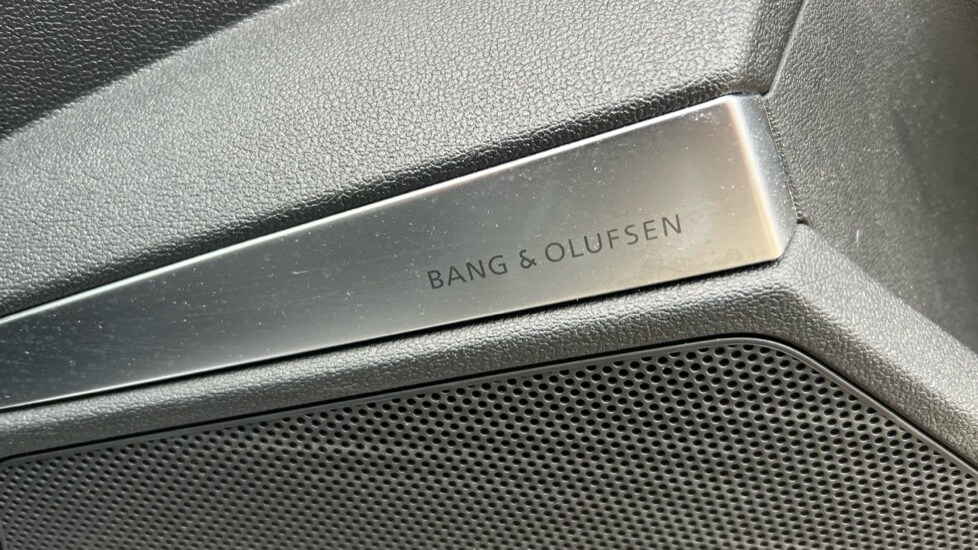 BANG & OLUFSEN